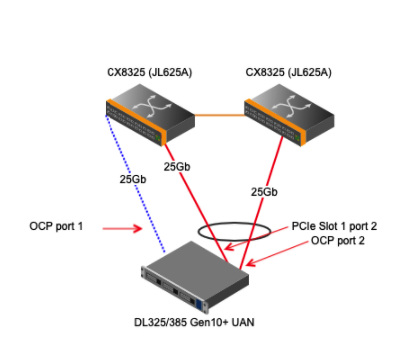 CX8325 (JL625A)
CX8325 (JL625A)
25Gb
25Gb
25Gb
OCP port 1
PCIe Slot 1 port 2
OCP port 2
DL325/385 Gen10+ UAN